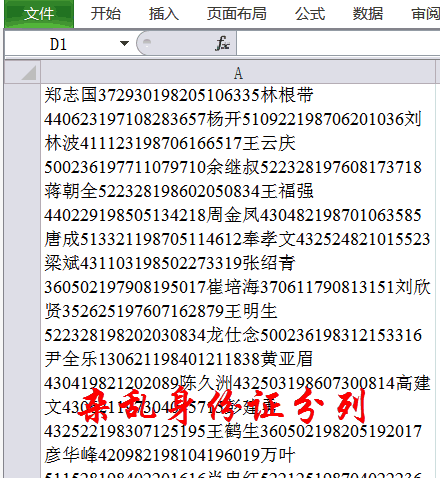 文件 开始 插入 页面布局 公式 数据 审阅
D1 fx
A
郑志国372930198205106335林根带
440623197108283657杨开510922198706201036刘
林波411123198706166517王云庆
500236197711079710余继叔522328197608173718
蒋朝全522328198602050834王福强
440229198505134218周金凤430482198701063585
唐成513321198705114612奉孝文432524821015523
梁斌431103198502273319张绍青
360502197908195017崔培海370611790813151刘欣
贤352625197607162879王明生
522328198202030834龙仕念500236198312153316
尹全乐130621198401211838黄亚眉
430419821202089陈久洲432503198607300814高建
杂乱身份证分列
432522198307125195王鹤生360502198205192017
彦华峰420982198104196019万叶